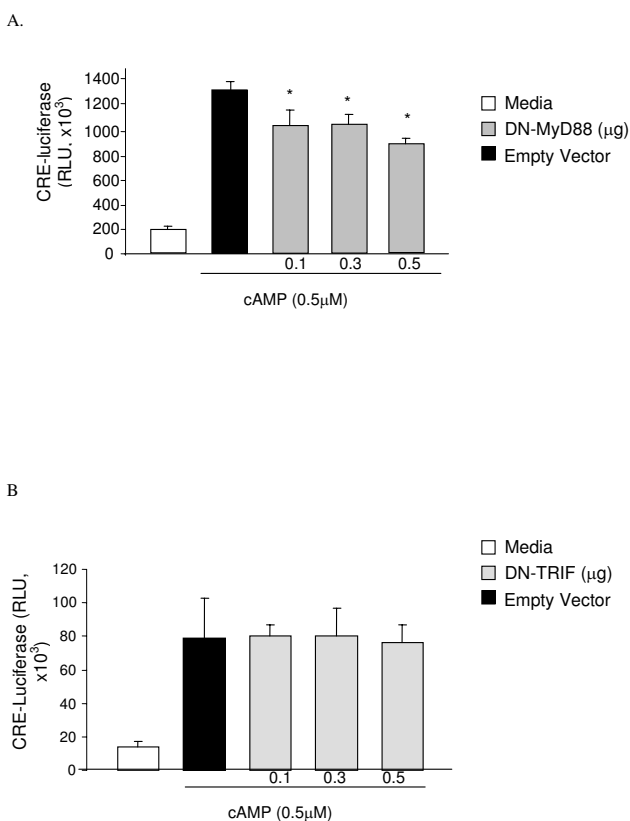 A.
CRE-luciferase
(RLU. x10³)
1400
1200
1000
800
600
400
200
0
*
*
*
0.1 0.3 0.5
cAMP (0.5µM)
Media
DN-MyD88 (µg)
Empty Vector
B
CRE-Luciferase (RLU,
x10³)
120
100
80
60
40
20
0
0.1 0.3 0.5
cAMP (0.5µM)
Media
DN-TRIF (µg)
Empty Vector